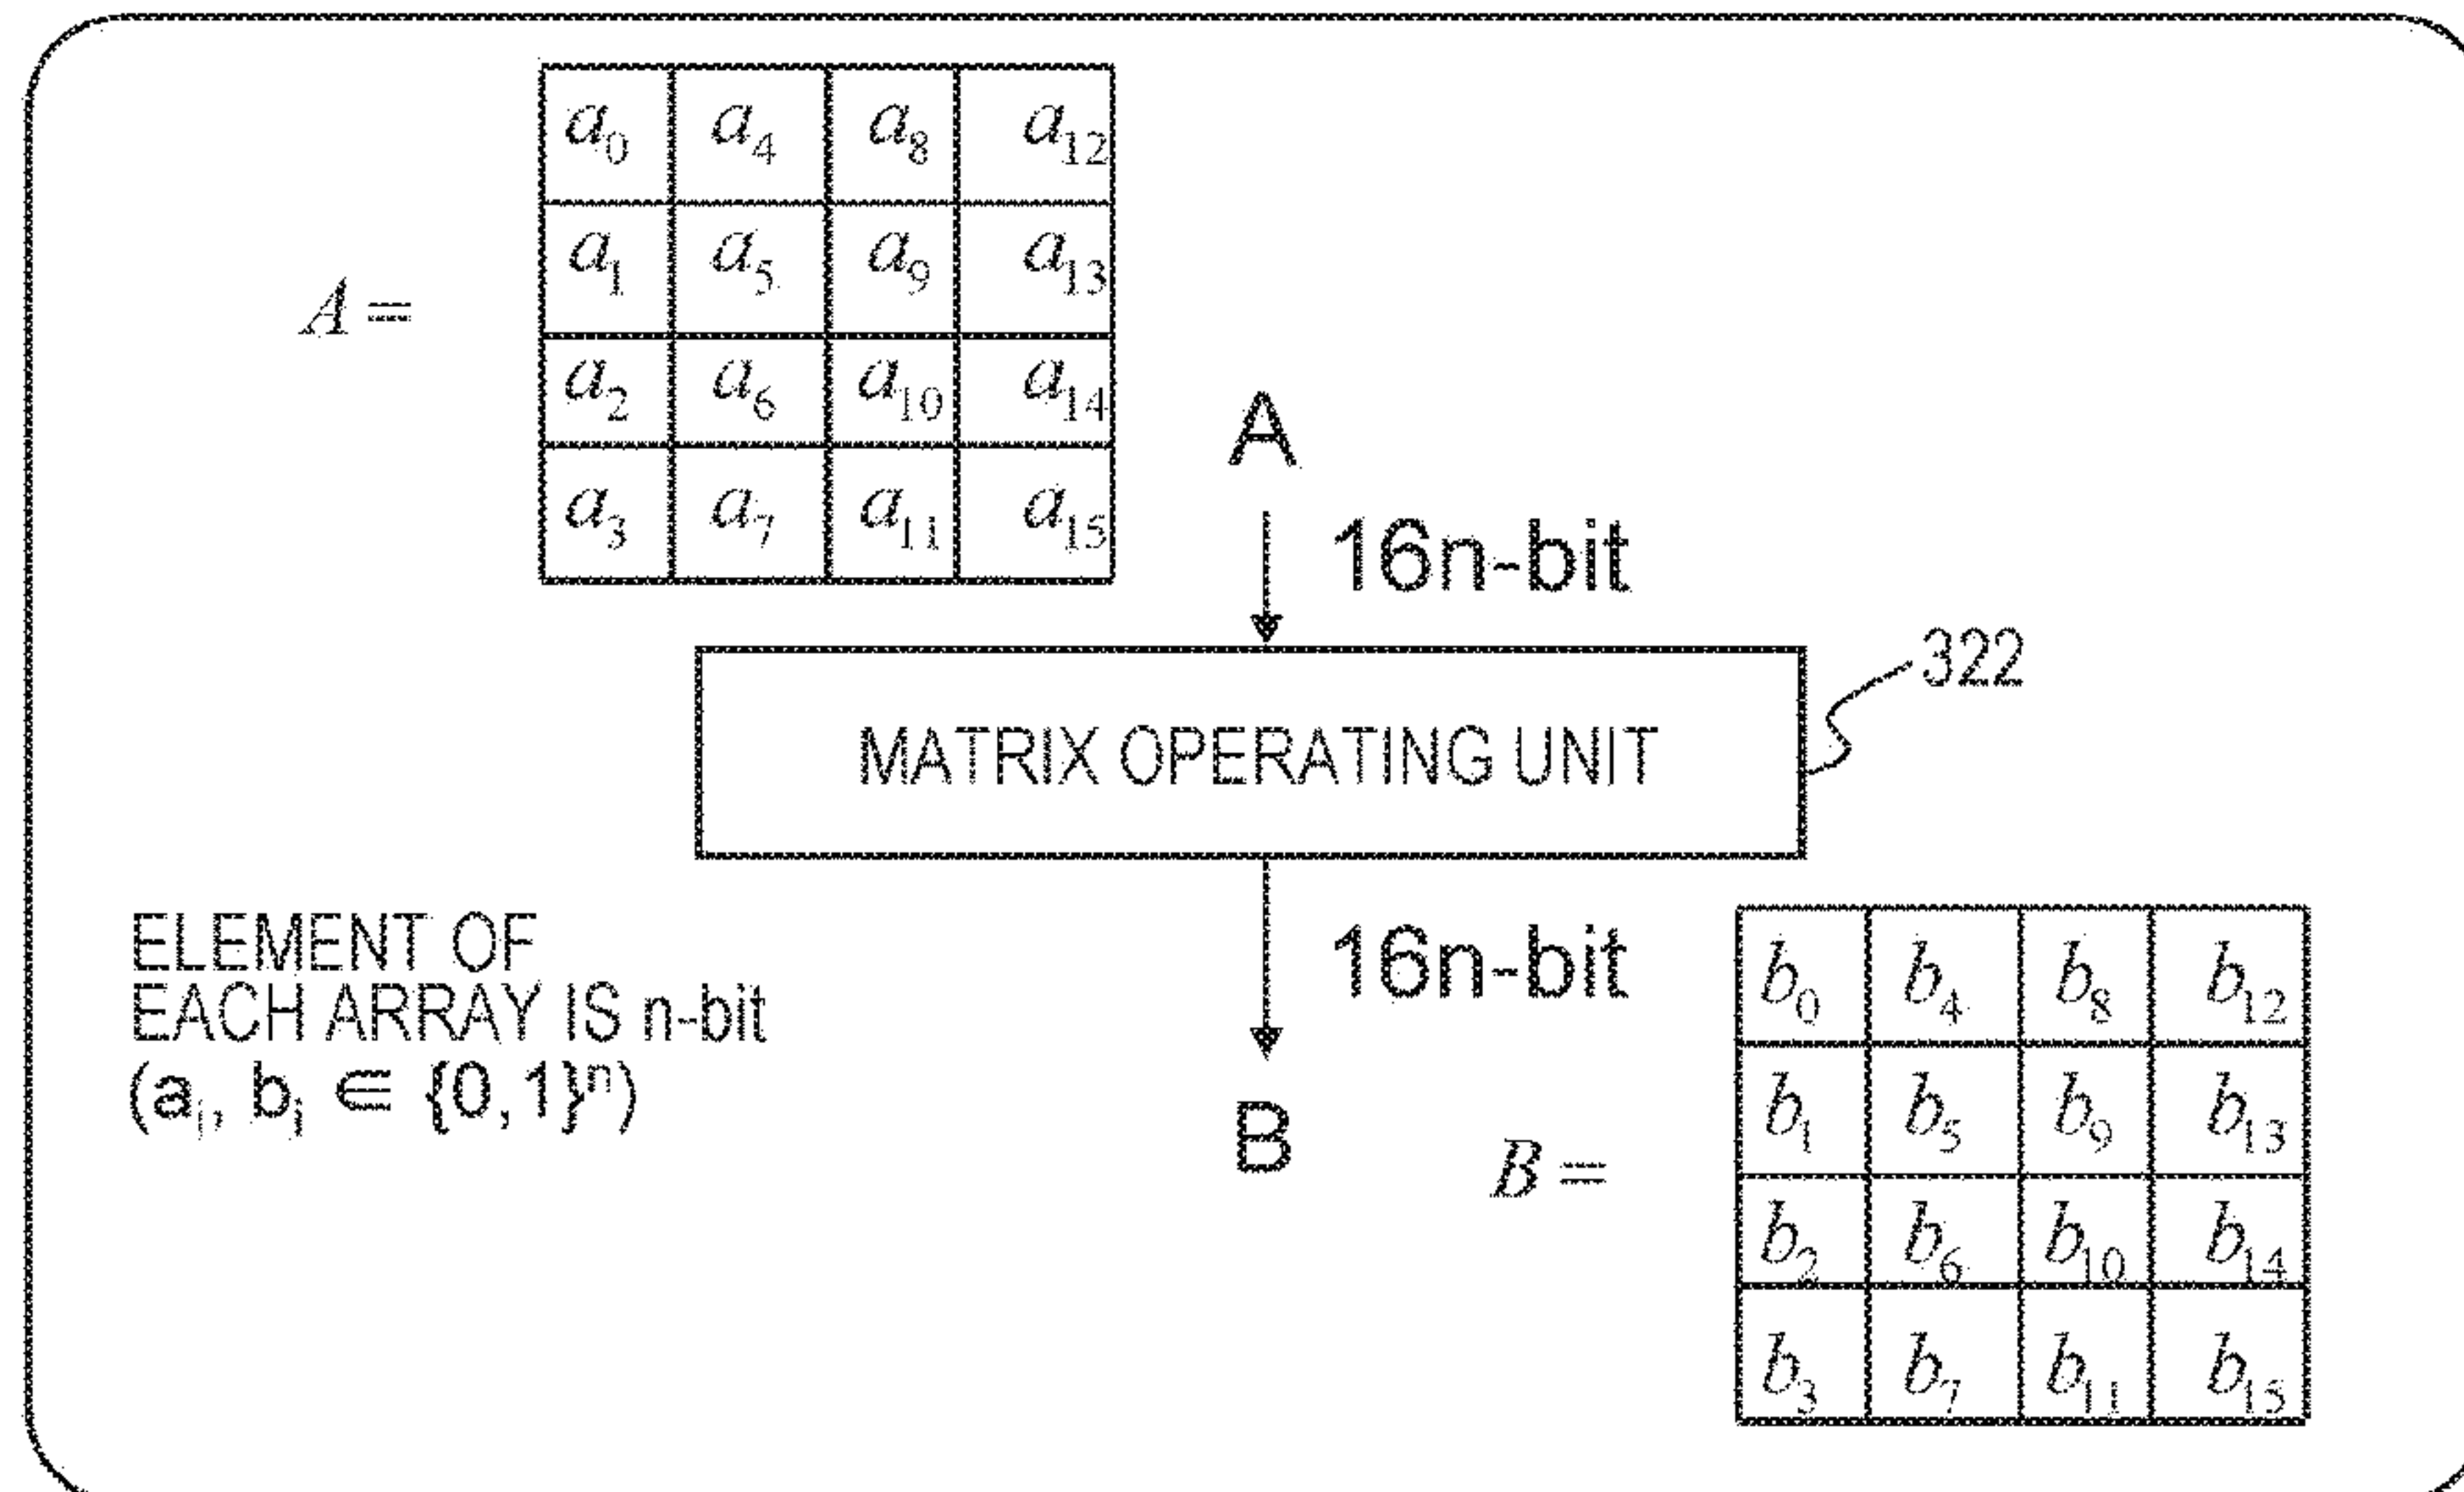 A =
a₀ a₄ a₈ a₁₂
a₁ a₅ a₉ a₁₃
a₂ a₆ a₁₀ a₁₄
a₃ a₇ a₁₁ a₁₅
A
16n-bit
322
MATRIX OPERATING UNIT
16n-bit
B
ELEMENT OF
EACH ARRAY IS n-bit
(aᵢ, bᵢ ∈ {0,1}ⁿ)
B =
b₀ b₄ b₈ b₁₂
b₁ b₅ b₉ b₁₃
b₂ b₆ b₁₀ b₁₄
b₃ b₇ b₁₁ b₁₅